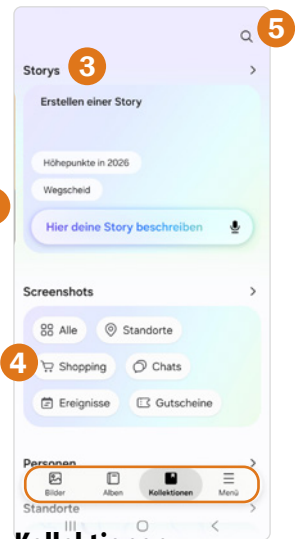 5
Storys 3
Erstellen einer Story
Höhepunkte in 2026
Wegscheid
Hier deine Story beschreiben
Screenshots
Alle Standorte
4 Shopping Chats
Ereignisse Gutscheine
Personen
Bilder Alben Kollektionen Menü
Standorte
Kollektionen